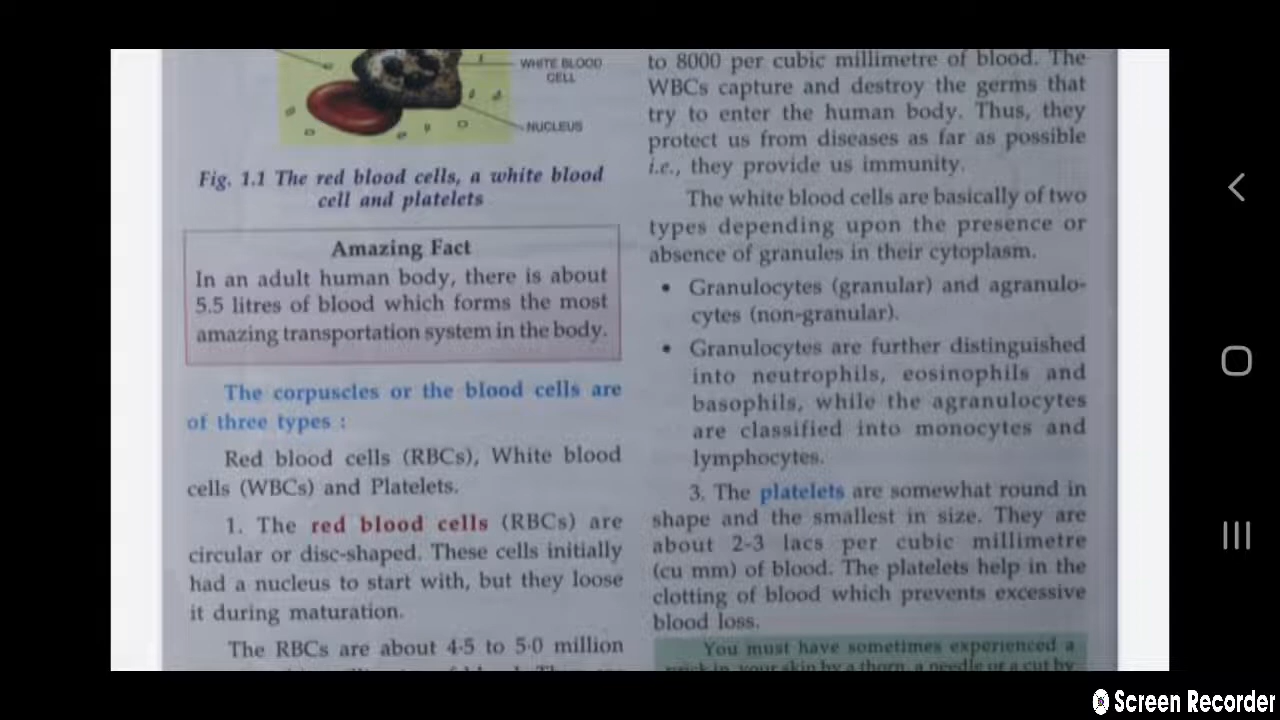 WHITE BLOOD
CELL
NUCLEUS
Fig. 1.1 The red blood cells, a white blood
cell and platelets
Amazing Fact
In an adult human body, there is about
5.5 litres of blood which forms the most
amazing transportation system in the body.
The corpuscles or the blood cells are
of three types :
Red blood cells (RBCs), White blood
cells (WBCs) and Platelets.
1. The red blood cells (RBCs) are
circular or disc-shaped. These cells initially
had a nucleus to start with, but they loose
it during maturation.
The RBCs are about 4·5 to 5·0 million
to 8000 per cubic millimetre of blood. The
WBCs capture and destroy the germs that
try to enter the human body. Thus, they
protect us from diseases as far as possible
i.e., they provide us immunity.
The white blood cells are basically of two
types depending upon the presence or
absence of granules in their cytoplasm.
• Granulocytes (granular) and agranulo-
cytes (non-granular).
• Granulocytes are further distinguished
into neutrophils, eosinophils and
basophils, while the agranulocytes
are classified into monocytes and
lymphocytes.
3. The platelets are somewhat round in
shape and the smallest in size. They are
about 2-3 lacs per cubic millimetre
(cu mm) of blood. The platelets help in the
clotting of blood which prevents excessive
blood loss.
You must have sometimes experienced a
in your skin by a thorn, a needle or a cut by
Screen Recorder